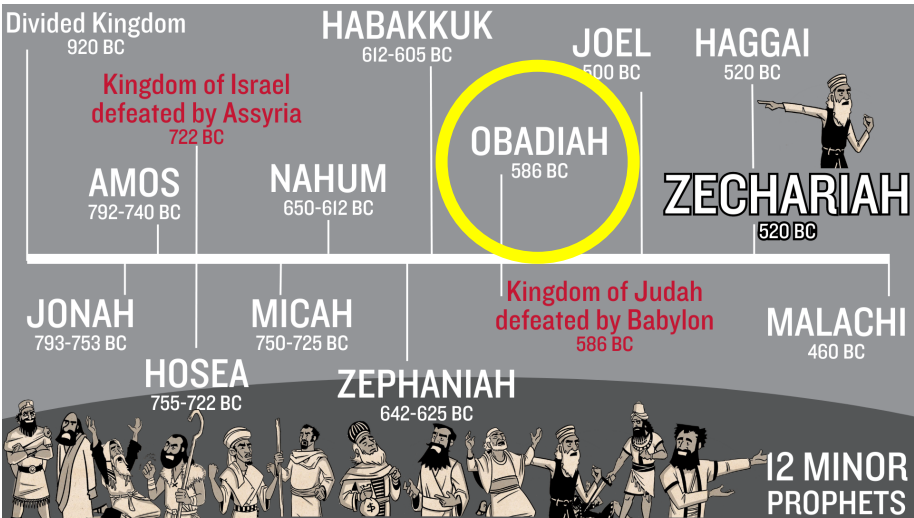 Divided Kingdom
920 BC
HABAKKUK
612-605 BC
JOEL
500 BC
HAGGAI
520 BC
Kingdom of Israel
defeated by Assyria
722 BC
OBADIAH
586 BC
AMOS
792-740 BC
NAHUM
650-612 BC
ZECHARIAH
520 BC
JONAH
793-753 BC
MICAH
750-725 BC
Kingdom of Judah
defeated by Babylon
586 BC
MALACHI
460 BC
HOSEA
755-722 BC
ZEPHANIAH
642-625 BC
$
12 MINOR
PROPHETS